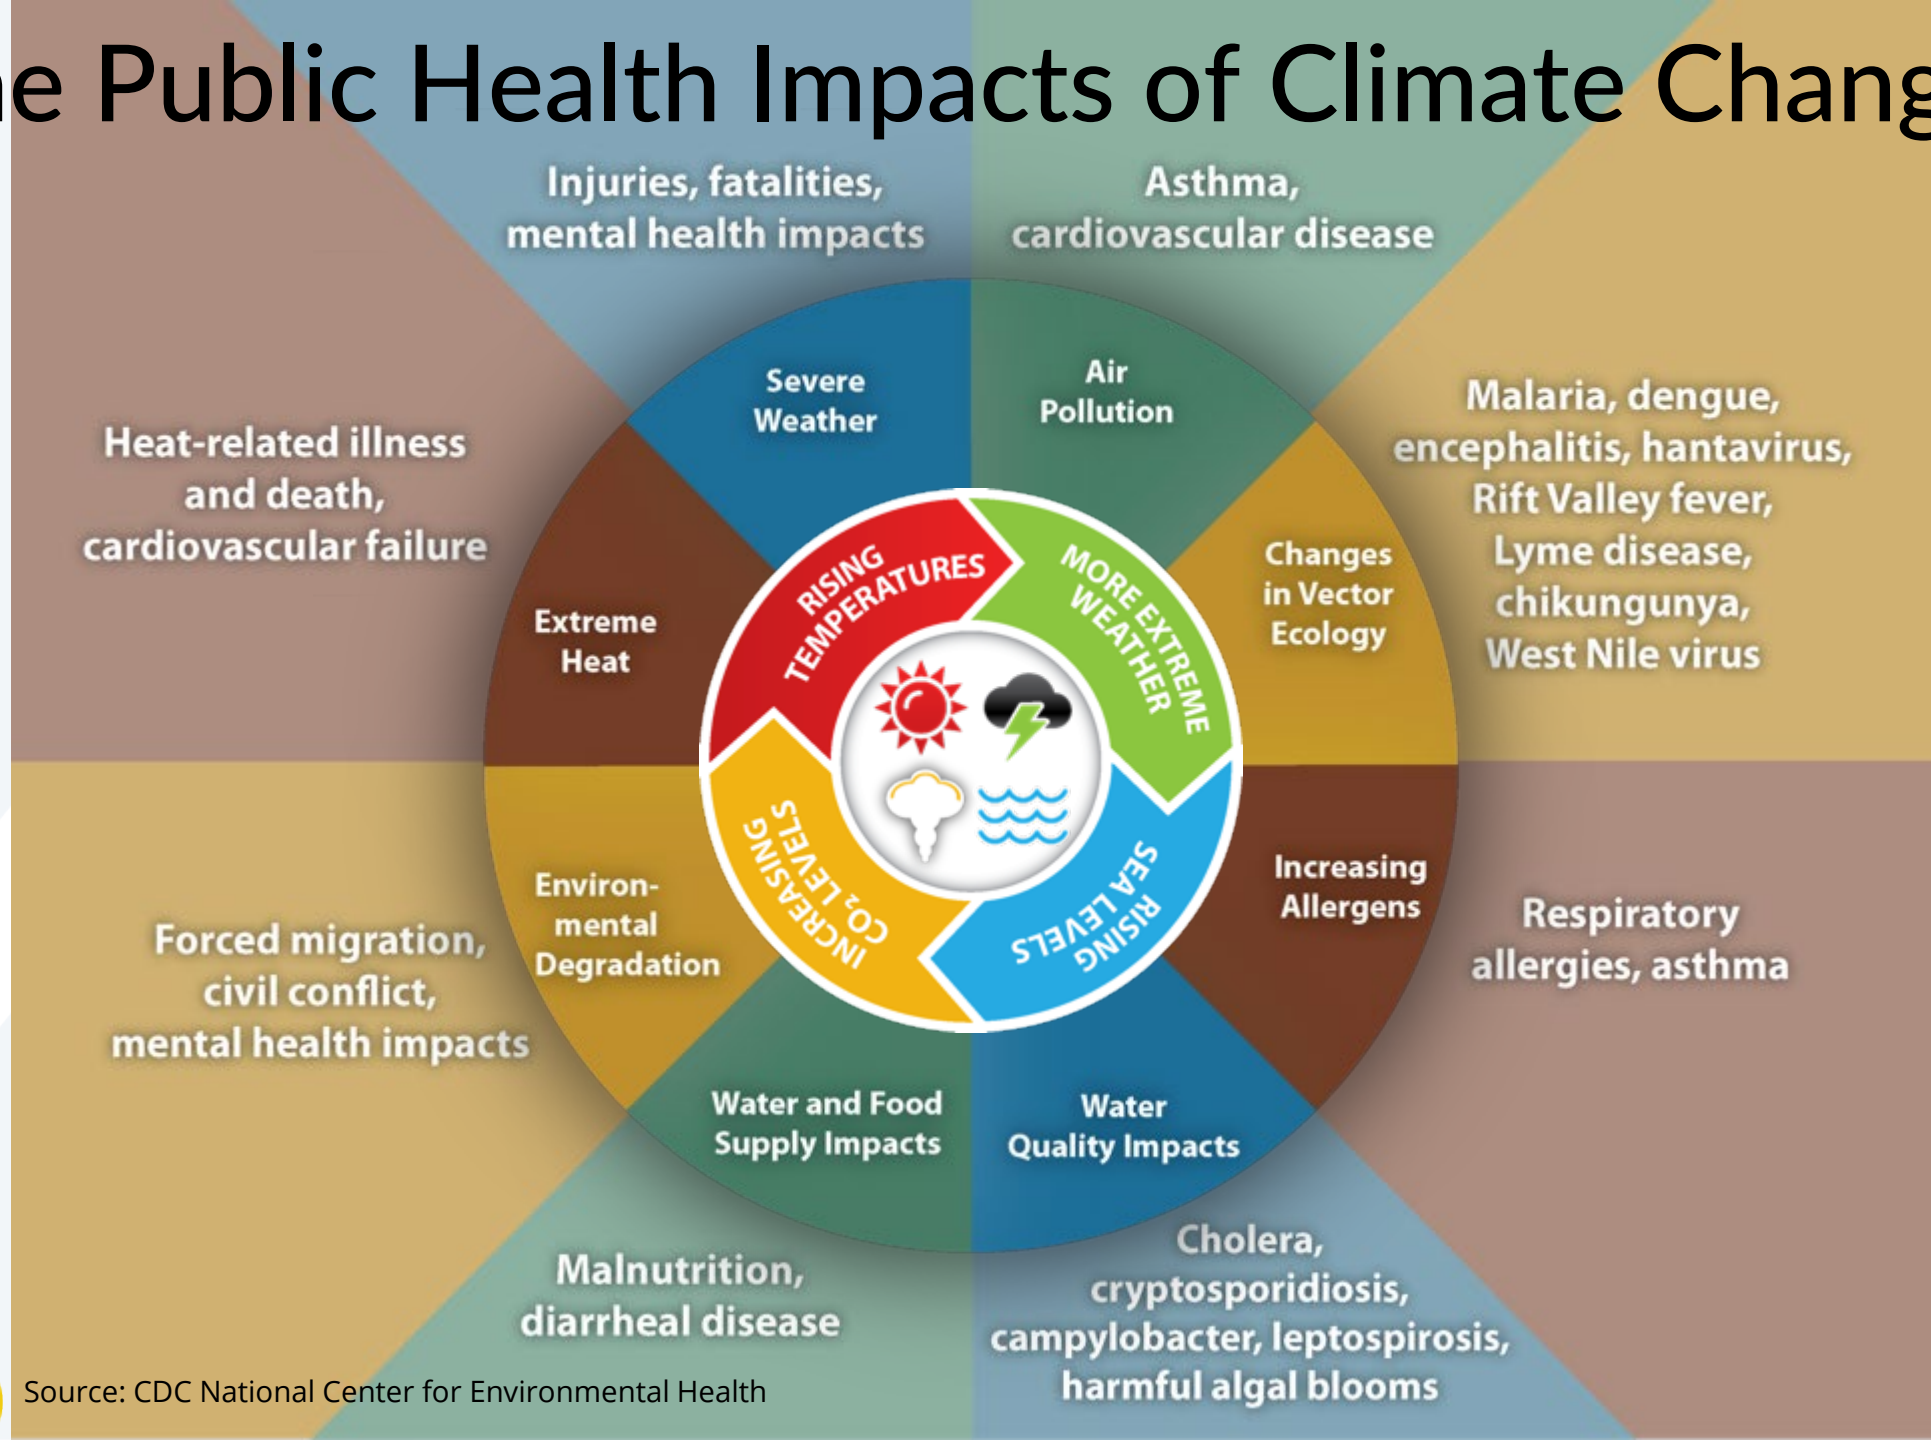 e Public Health Impacts of Climate Chang
Injuries, fatalities,
mental health impacts
Asthma,
cardiovascular disease
Severe
Weather
Air
Pollution
Heat-related illness
and death,
cardiovascular failure
Malaria, dengue,
encephalitis, hantavirus,
Rift Valley fever,
Lyme disease,
chikungunya,
West Nile virus
Extreme
Heat
Changes
in Vector
Ecology
RISING
TEMPERATURES
MORE EXTREME
WEATHER
RISING
SEA LEVELS
INCREASING
CO₂ LEVELS
Environ-
mental
Degradation
Increasing
Allergens
Forced migration,
civil conflict,
mental health impacts
Respiratory
allergies, asthma
Water and Food
Supply Impacts
Water
Quality Impacts
Malnutrition,
diarrheal disease
Cholera,
cryptosporidiosis,
campylobacter, leptospirosis,
harmful algal blooms
Source: CDC National Center for Environmental Health